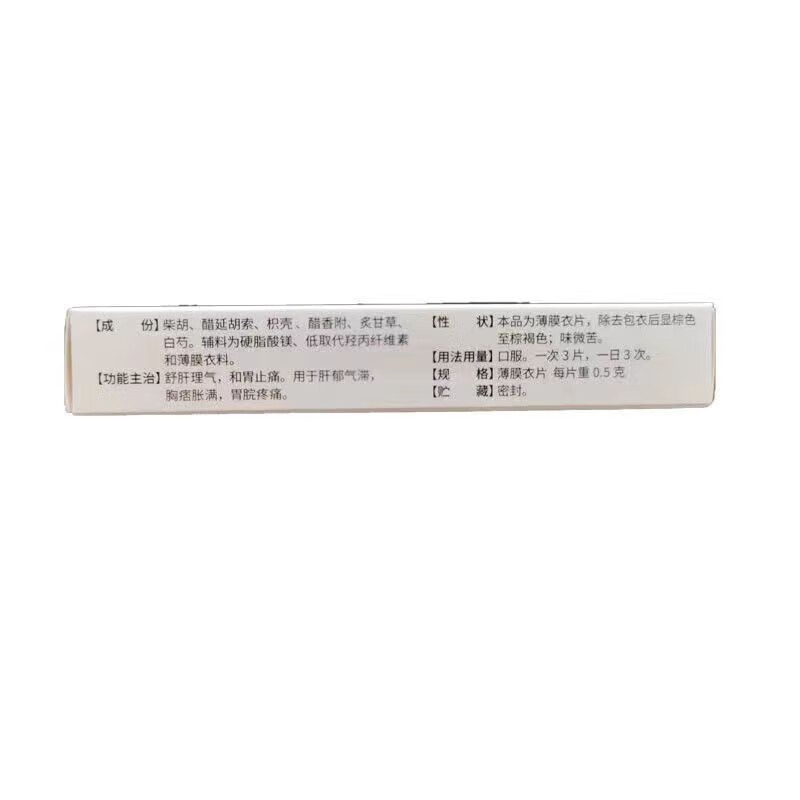 【成 份】柴胡、醋延胡索、枳壳、醋香附、炙甘草、
白芍。辅料为硬脂酸镁、低取代羟丙纤维素
和薄膜衣料。
【功能主治】舒肝理气，和胃止痛。用于肝郁气滞，
胸痞胀满，胃脘疼痛。
【性 状】本品为薄膜衣片，除去包衣后显棕色
至棕褐色；味微苦。
【用法用量】口服。一次3片，一日3次。
【规 格】薄膜衣片 每片重0.5克
【贮 藏】密封。